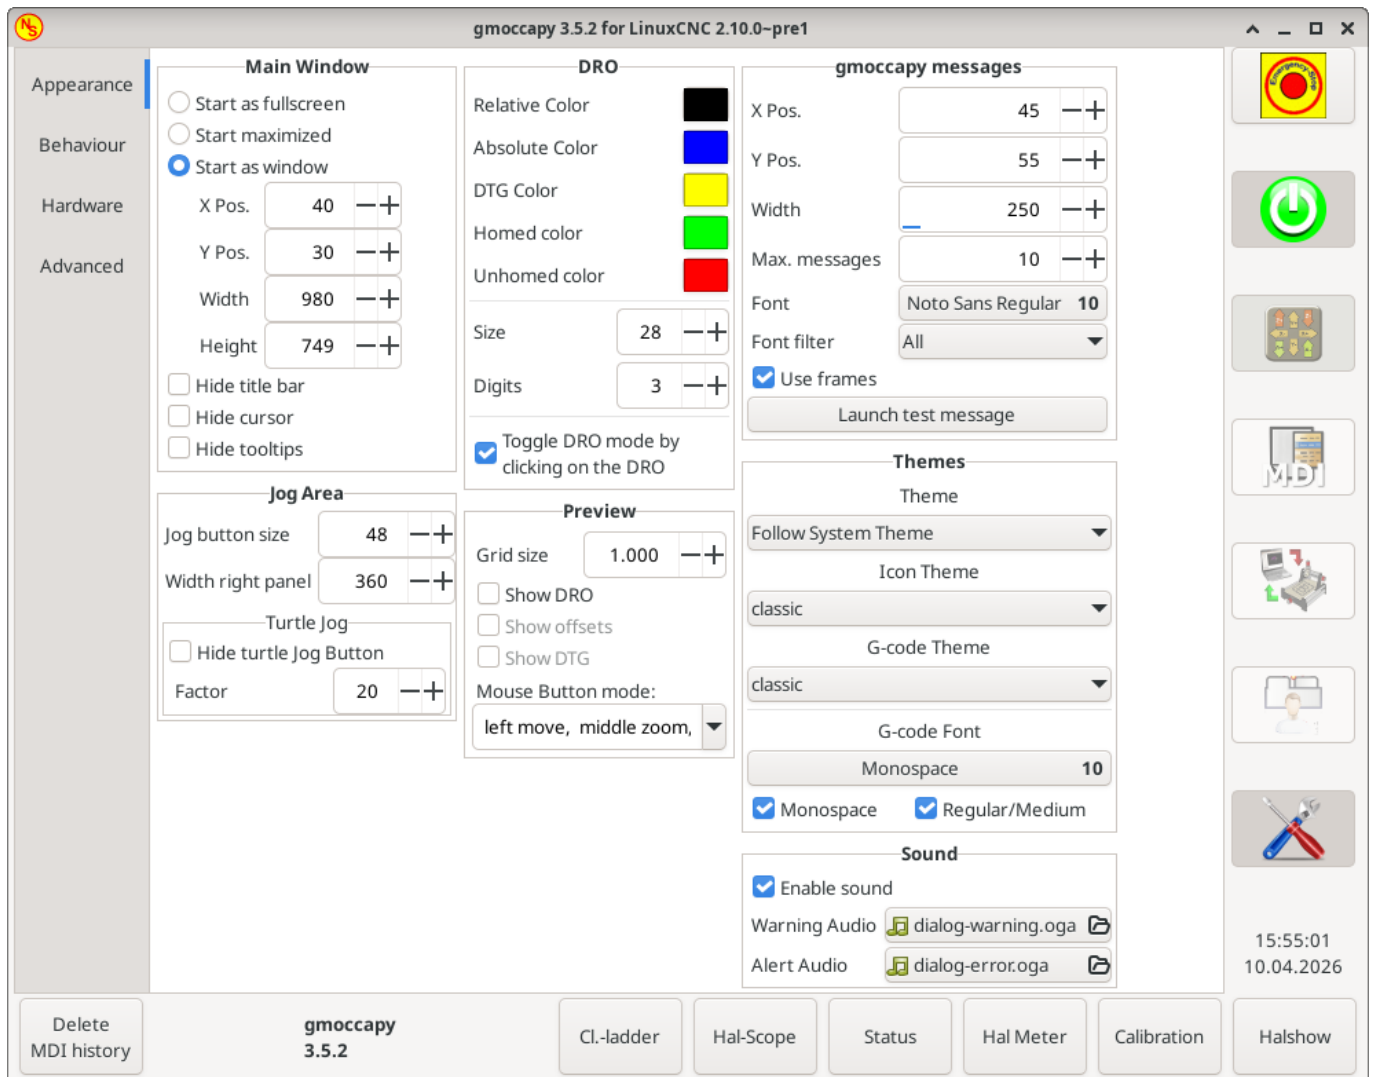 gmoccapy 3.5.2 for LinuxCNC 2.10.0~pre1
Appearance
Behaviour
Hardware
Advanced
Main Window
Start as fullscreen
Start maximized
Start as window
X Pos. 40
Y Pos. 30
Width 980
Height 749
Hide title bar
Hide cursor
Hide tooltips
Jog Area
Jog button size 48
Width right panel 360
Turtle Jog
Hide turtle Jog Button
Factor 20
DRO
Relative Color
Absolute Color
DTG Color
Homed color
Unhomed color
Size 28
Digits 3
Toggle DRO mode by
clicking on the DRO
Preview
Grid size 1.000
Show DRO
Show offsets
Show DTG
Mouse Button mode:
left move, middle zoom,
gmoccapy messages
X Pos. 45
Y Pos. 55
Width 250
Max. messages 10
Font Noto Sans Regular 10
Font filter All
Use frames
Launch test message
Themes
Theme
Follow System Theme
Icon Theme
classic
G-code Theme
classic
G-code Font
Monospace 10
Monospace Regular/Medium
Sound
Enable sound
Warning Audio dialog-warning.oga
Alert Audio dialog-error.oga
Emergency-Stop
MDI
15:55:01
10.04.2026
Delete
MDI history
gmoccapy
3.5.2
Cl.-ladder
Hal-Scope
Status
Hal Meter
Calibration
Halshow